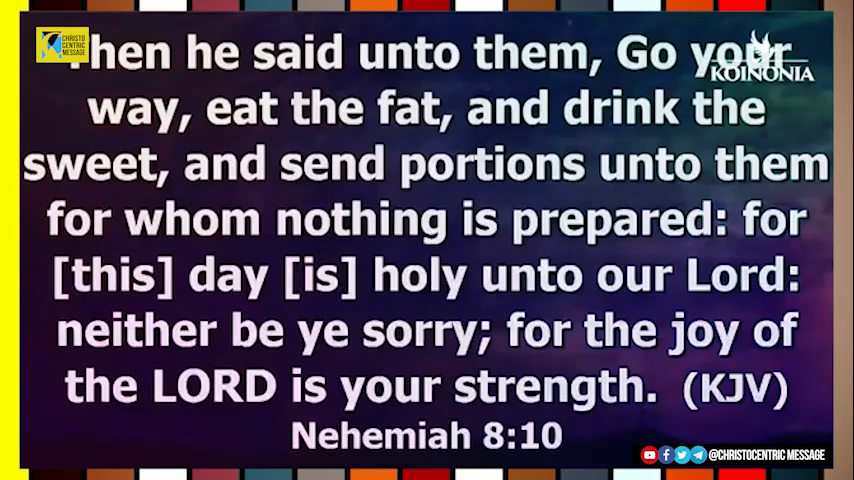 CHRISTO
CENTRIC
MESSAGE
Then he said unto them, Go your
KOINONIA
way, eat the fat, and drink the
sweet, and send portions unto them
for whom nothing is prepared: for
[this] day [is] holy unto our Lord:
neither be ye sorry; for the joy of
the LORD is your strength. (KJV)
Nehemiah 8:10
@CHRISTOCENTRIC MESSAGE